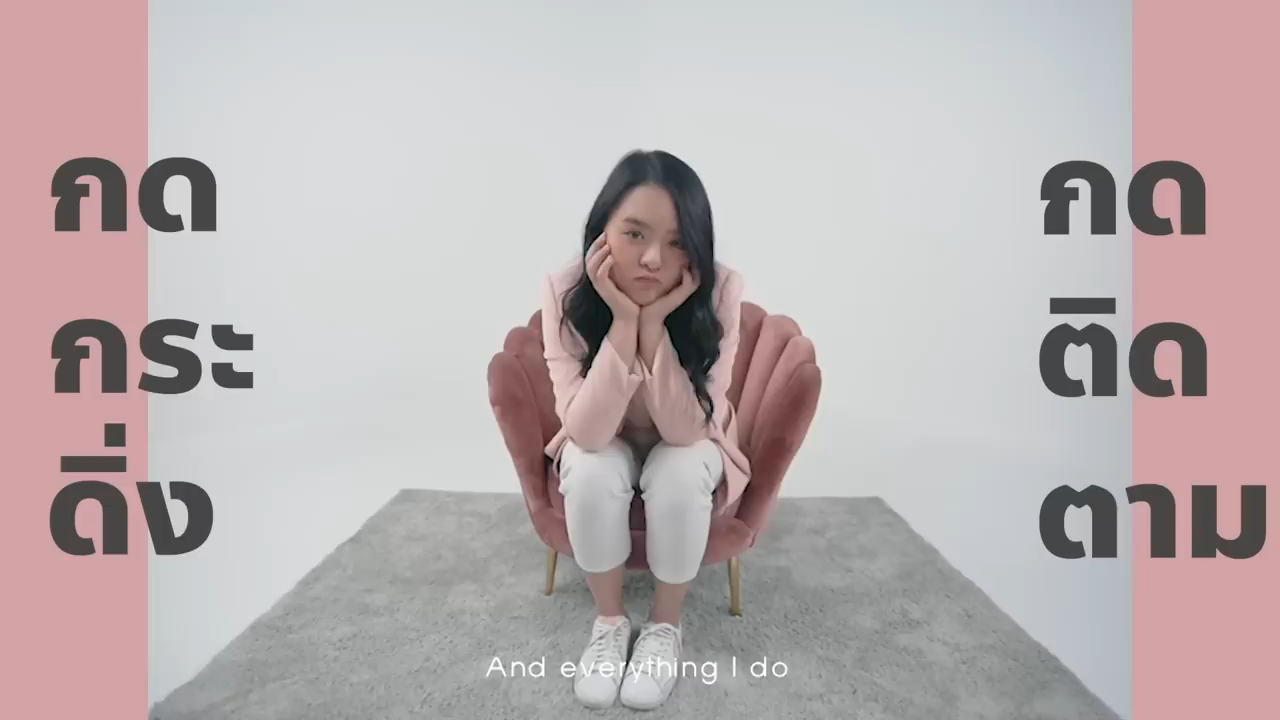 กด
กระ
ดิ่ง
กด
ติด
ตาม
And everything I do